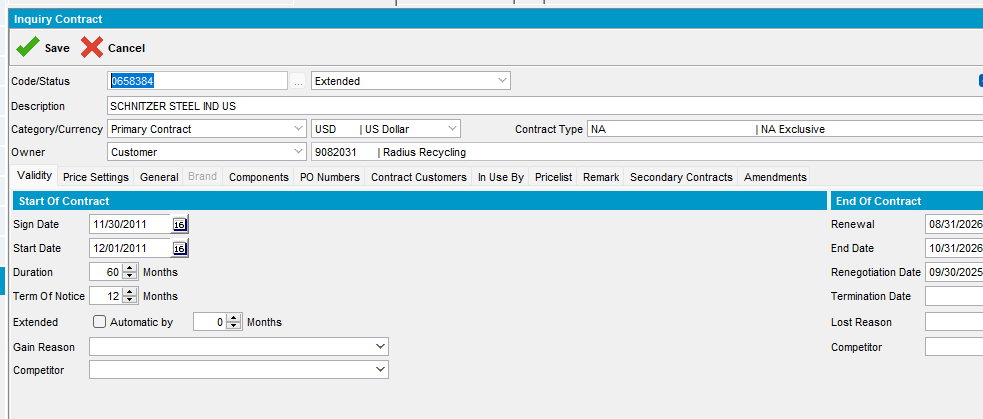 Inquiry Contract
Save Cancel
Code/Status 0658384 ... Extended
Description SCHNITZER STEEL IND US
Category/Currency Primary Contract USD | US Dollar Contract Type NA | NA Exclusive
Owner Customer 9082031 | Radius Recycling
Validity Price Settings General Brand Components PO Numbers Contract Customers In Use By Pricelist Remark Secondary Contracts Amendments
Start Of Contract End Of Contract
Sign Date 11/30/2011 16 Renewal 08/31/2026
Start Date 12/01/2011 16 End Date 10/31/2026
Duration 60 Months Renegotiation Date 09/30/2025
Term Of Notice 12 Months Termination Date
Extended Automatic by 0 Months Lost Reason
Gain Reason Competitor
Competitor